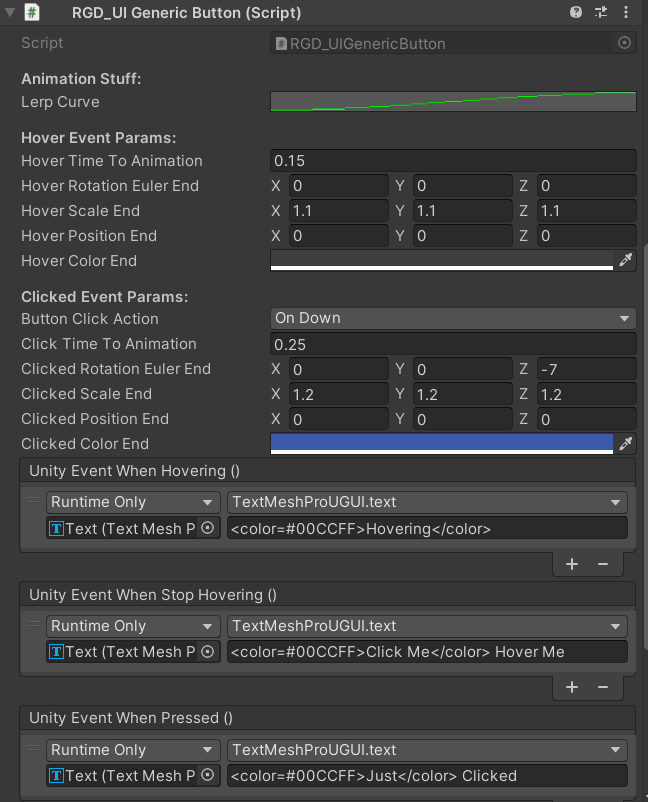 RGD_UI Generic Button (Script)
Script RGD_UIGenericButton
Animation Stuff:
Lerp Curve
Hover Event Params:
Hover Time To Animation 0.15
Hover Rotation Euler End X 0 Y 0 Z 0
Hover Scale End X 1.1 Y 1.1 Z 1.1
Hover Position End X 0 Y 0 Z 0
Hover Color End
Clicked Event Params:
Button Click Action On Down
Click Time To Animation 0.25
Clicked Rotation Euler End X 0 Y 0 Z -7
Clicked Scale End X 1.2 Y 1.2 Z 1.2
Clicked Position End X 0 Y 0 Z 0
Clicked Color End
Unity Event When Hovering ()
Runtime Only TextMeshProUGUI.text
Text (Text Mesh P <color=#00CCFF>Hovering</color>
Unity Event When Stop Hovering ()
Runtime Only TextMeshProUGUI.text
Text (Text Mesh P <color=#00CCFF>Click Me</color> Hover Me
Unity Event When Pressed ()
Runtime Only TextMeshProUGUI.text
Text (Text Mesh P <color=#00CCFF>Just</color> Clicked